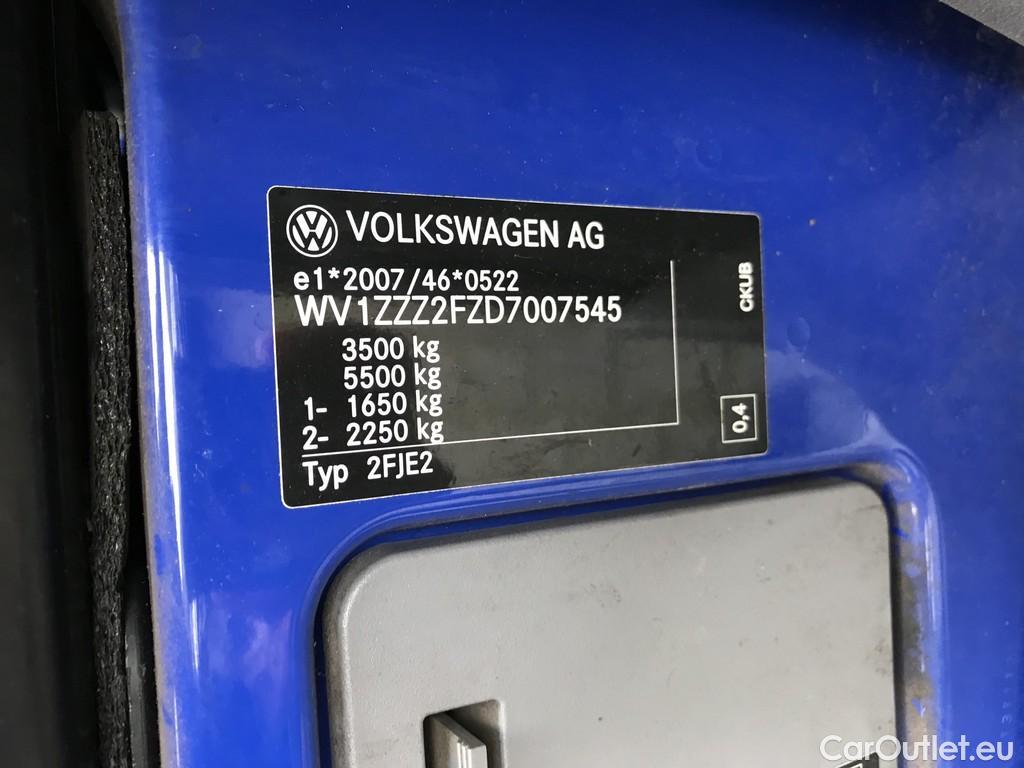 VOLKSWAGEN AG
e1*2007/46*0522
WV1ZZZ2FZD7007545
3500 kg
5500 kg
1- 1650 kg
2- 2250 kg
Typ 2FJE2
CKUB
0,4
CarOutlet.eu